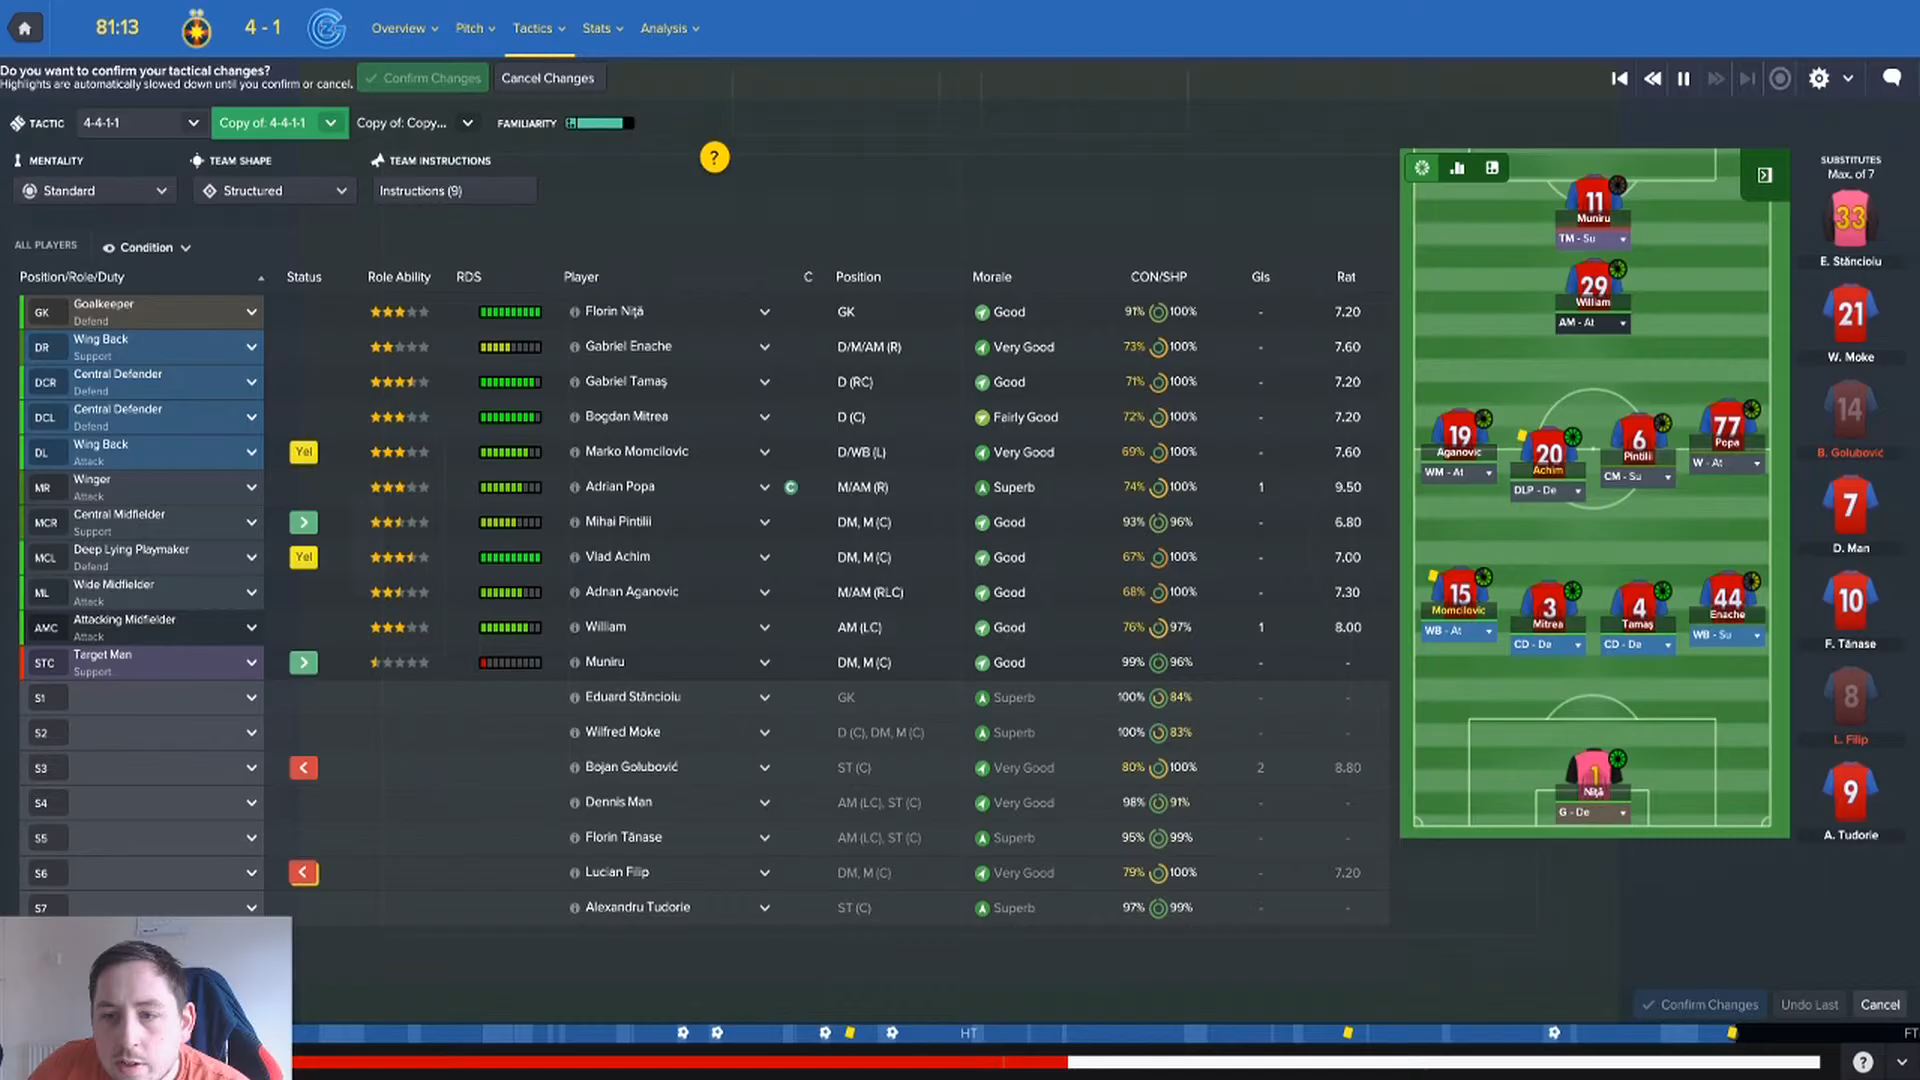 81:13 4 - 1 Overview Pitch Tactics Stats Analysis
Do you want to confirm your tactical changes?
Highlights are automatically slowed down until you confirm or cancel.
Confirm Changes Cancel Changes
TACTIC 4-4-1-1 Copy of: 4-4-1-1 Copy of: Copy... FAMILIARITY
?
MENTALITY TEAM SHAPE TEAM INSTRUCTIONS
Standard Structured Instructions (9)
ALL PLAYERS Condition
Position/Role/Duty Status Role Ability RDS Player C Position Morale CON/SHP Gls Rat
GK Goalkeeper Defend Florin Niţă GK Good 91% 100% - 7.20
DR Wing Back Support Gabriel Enache D/M/AM (R) Very Good 73% 100% - 7.60
DCR Central Defender Defend Gabriel Tamaş D (RC) Good 71% 100% - 7.20
DCL Central Defender Defend Bogdan Mitrea D (C) Fairly Good 72% 100% - 7.20
DL Wing Back Attack Yel Marko Momcilovic D/WB (L) Very Good 69% 100% - 7.60
MR Winger Attack Adrian Popa C M/AM (R) Superb 74% 100% 1 9.50
MCR Central Midfielder Support Mihai Pintilii DM, M (C) Good 93% 96% - 6.80
MCL Deep Lying Playmaker Defend Yel Vlad Achim DM, M (C) Good 67% 100% - 7.00
ML Wide Midfielder Attack Adnan Aganovic M/AM (RLC) Good 68% 100% - 7.30
AMC Attacking Midfielder Attack William AM (LC) Good 76% 97% 1 8.00
STC Target Man Support Muniru DM, M (C) Good 99% 96% - -
S1 Eduard Stăncioiu GK Superb 100% 84% - -
S2 Wilfred Moke D (C), DM, M (C) Superb 100% 83% - -
S3 Bojan Golubović ST (C) Very Good 80% 100% 2 8.80
S4 Dennis Man AM (LC), ST (C) Very Good 98% 91% - -
S5 Florin Tănase AM (LC), ST (C) Superb 95% 99% - -
S6 Lucian Filip DM, M (C) Very Good 79% 100% - 7.20
S7 Alexandru Tudorie ST (C) Superb 97% 99% - -
11
Muniru
TM - Su
29
William
AM - At
19 20 6 77
Aganovic Achim Pintilii Popa
WM - At DLP - De CM - Su W - At
15 3 4 44
Momcilovic Mitrea Tamaş Enache
WB - At CD - De CD - De WB - Su
1
Niţă
G - De
SUBSTITUTES
Max. of 7
33
E. Stăncioiu
21
W. Moke
14
B. Golubović
7
D. Man
10
F. Tănase
8
L. Filip
9
A. Tudorie
Confirm Changes Undo Last Cancel
HT FT
?